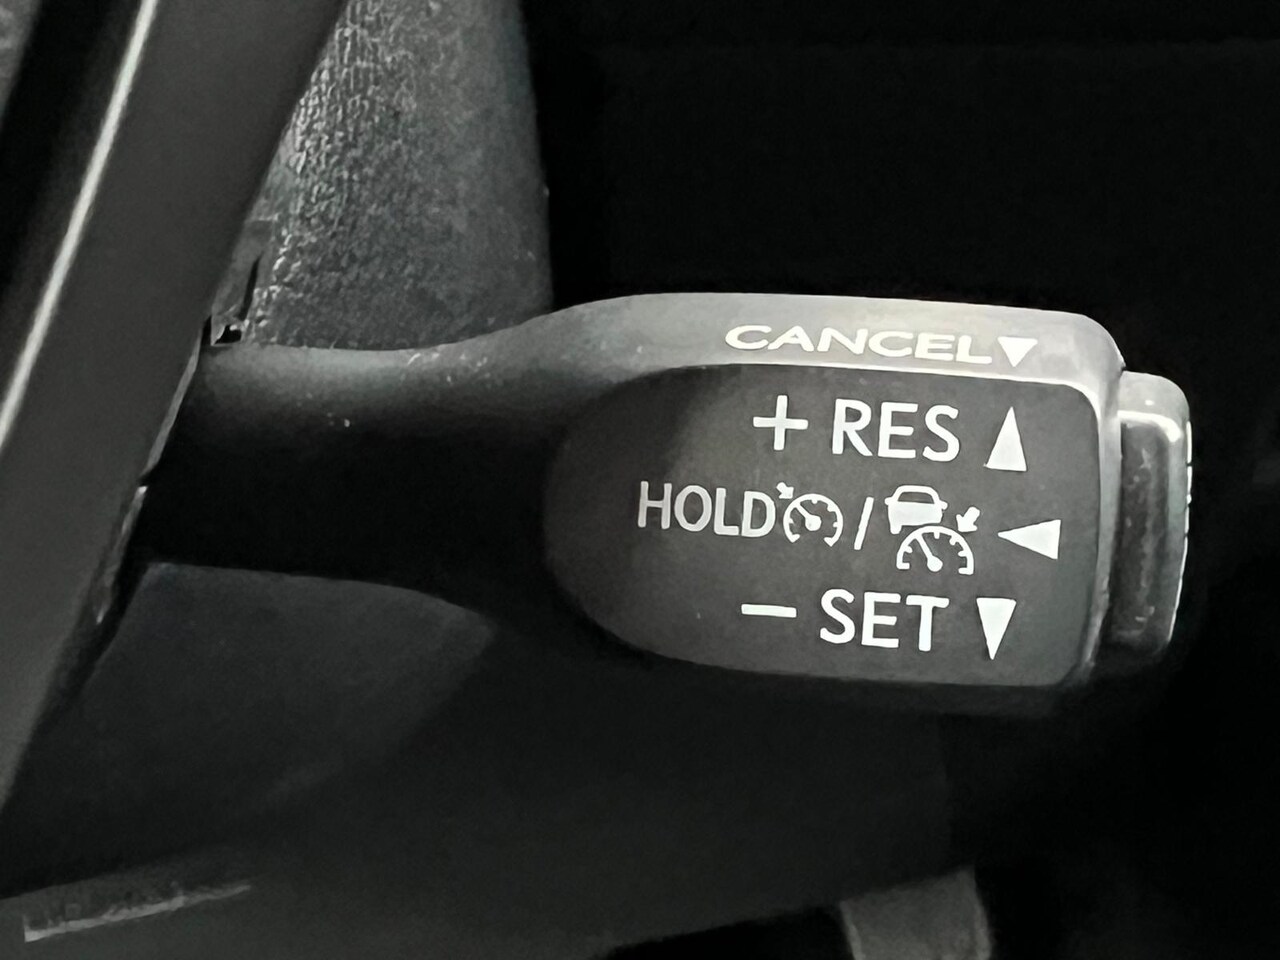 CANCEL▼
+ RES ▲
HOLD / ◀
− SET ▼